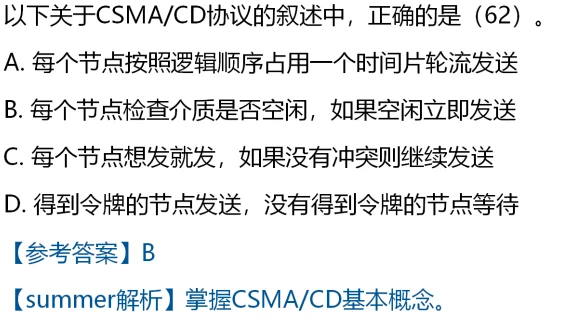 以下关于CSMA/CD协议的叙述中，正确的是（62）。
A. 每个节点按照逻辑顺序占用一个时间片轮流发送
B. 每个节点检查介质是否空闲，如果空闲立即发送
C. 每个节点想发就发，如果没有冲突则继续发送
D. 得到令牌的节点发送，没有得到令牌的节点等待
【参考答案】B
【summer解析】掌握CSMA/CD基本概念。